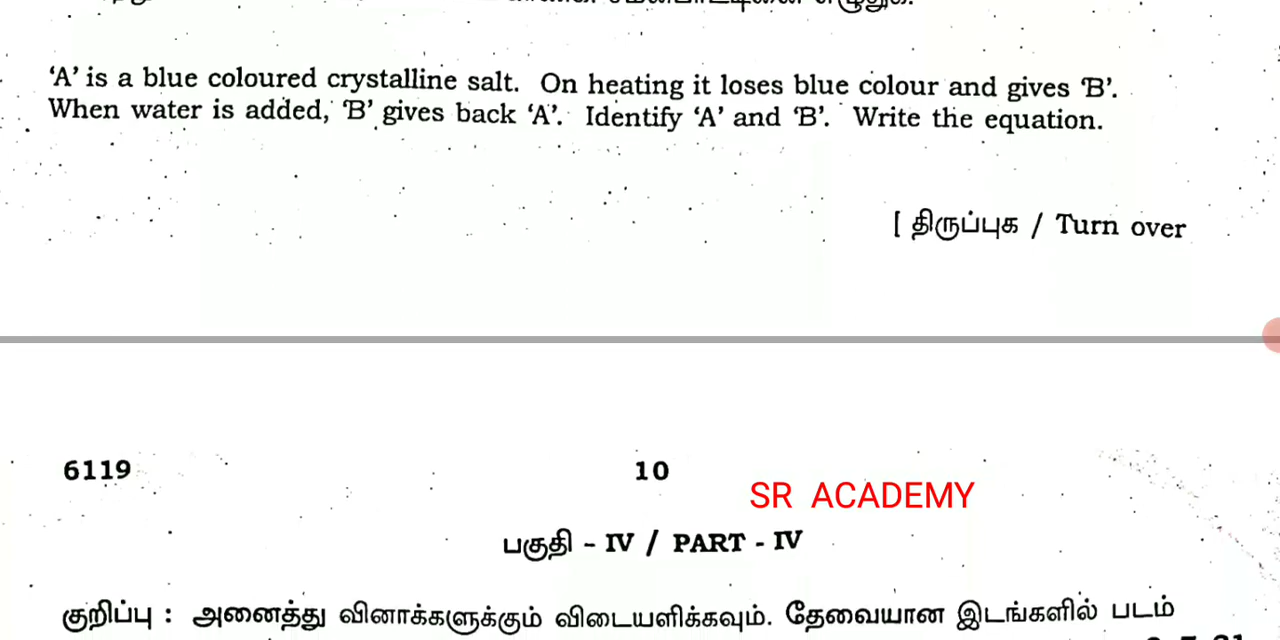 ‘A’ is a blue coloured crystalline salt. On heating it loses blue colour and gives ‘B’.
When water is added, ‘B’ gives back ‘A’. Identify ‘A’ and ‘B’. Write the equation.
[ திருப்புக / Turn over
6119
10
SR ACADEMY
பகுதி - IV / PART - IV
குறிப்பு : அனைத்து வினாக்களுக்கும் விடையளிக்கவும். தேவையான இடங்களில் படம்